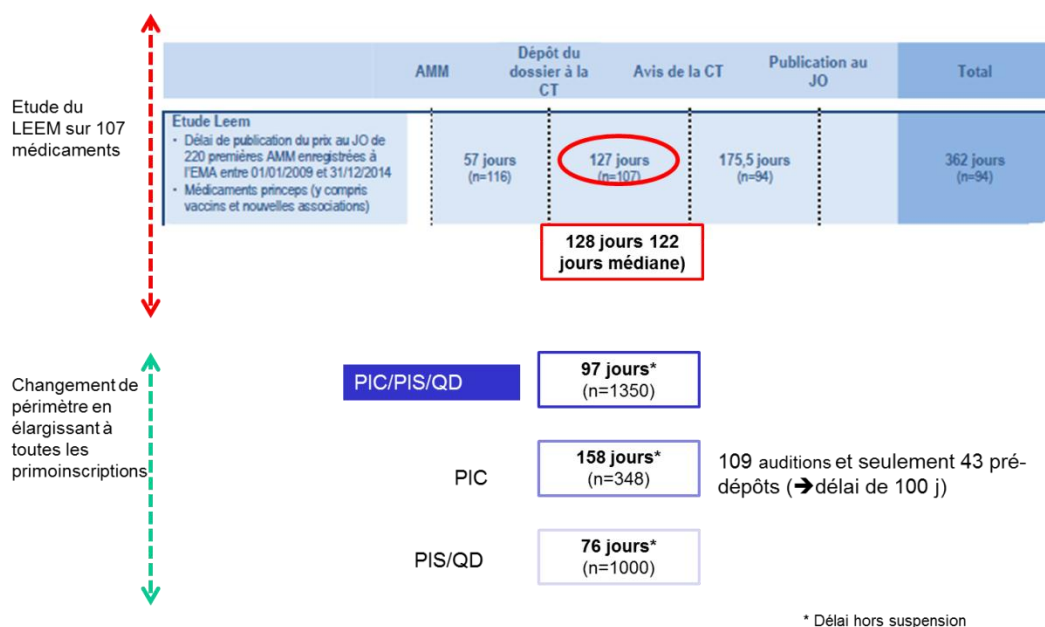 AMM
Dépôt du
dossier à la
CT
Avis de la CT
Publication au
JO
Total
Etude du
LEEM sur 107
médicaments
Etude Leem
• Délai de publication du prix au JO de
220 premières AMM enregistrées à
l'EMA entre 01/01/2009 et 31/12/2014
• Médicaments princeps (y compris
vaccins et nouvelles associations)
57 jours
(n=116)
127 jours
(n=107)
175,5 jours
(n=94)
362 jours
(n=94)
128 jours 122
jours médiane)
Changement de
périmètre en
élargissant à
toutes les
primoinscriptions
PIC/PIS/QD
97 jours*
(n=1350)
PIC
158 jours*
(n=348)
109 auditions et seulement 43 pré-
dépôts (➔délai de 100 j)
PIS/QD
76 jours*
(n=1000)
* Délai hors suspension